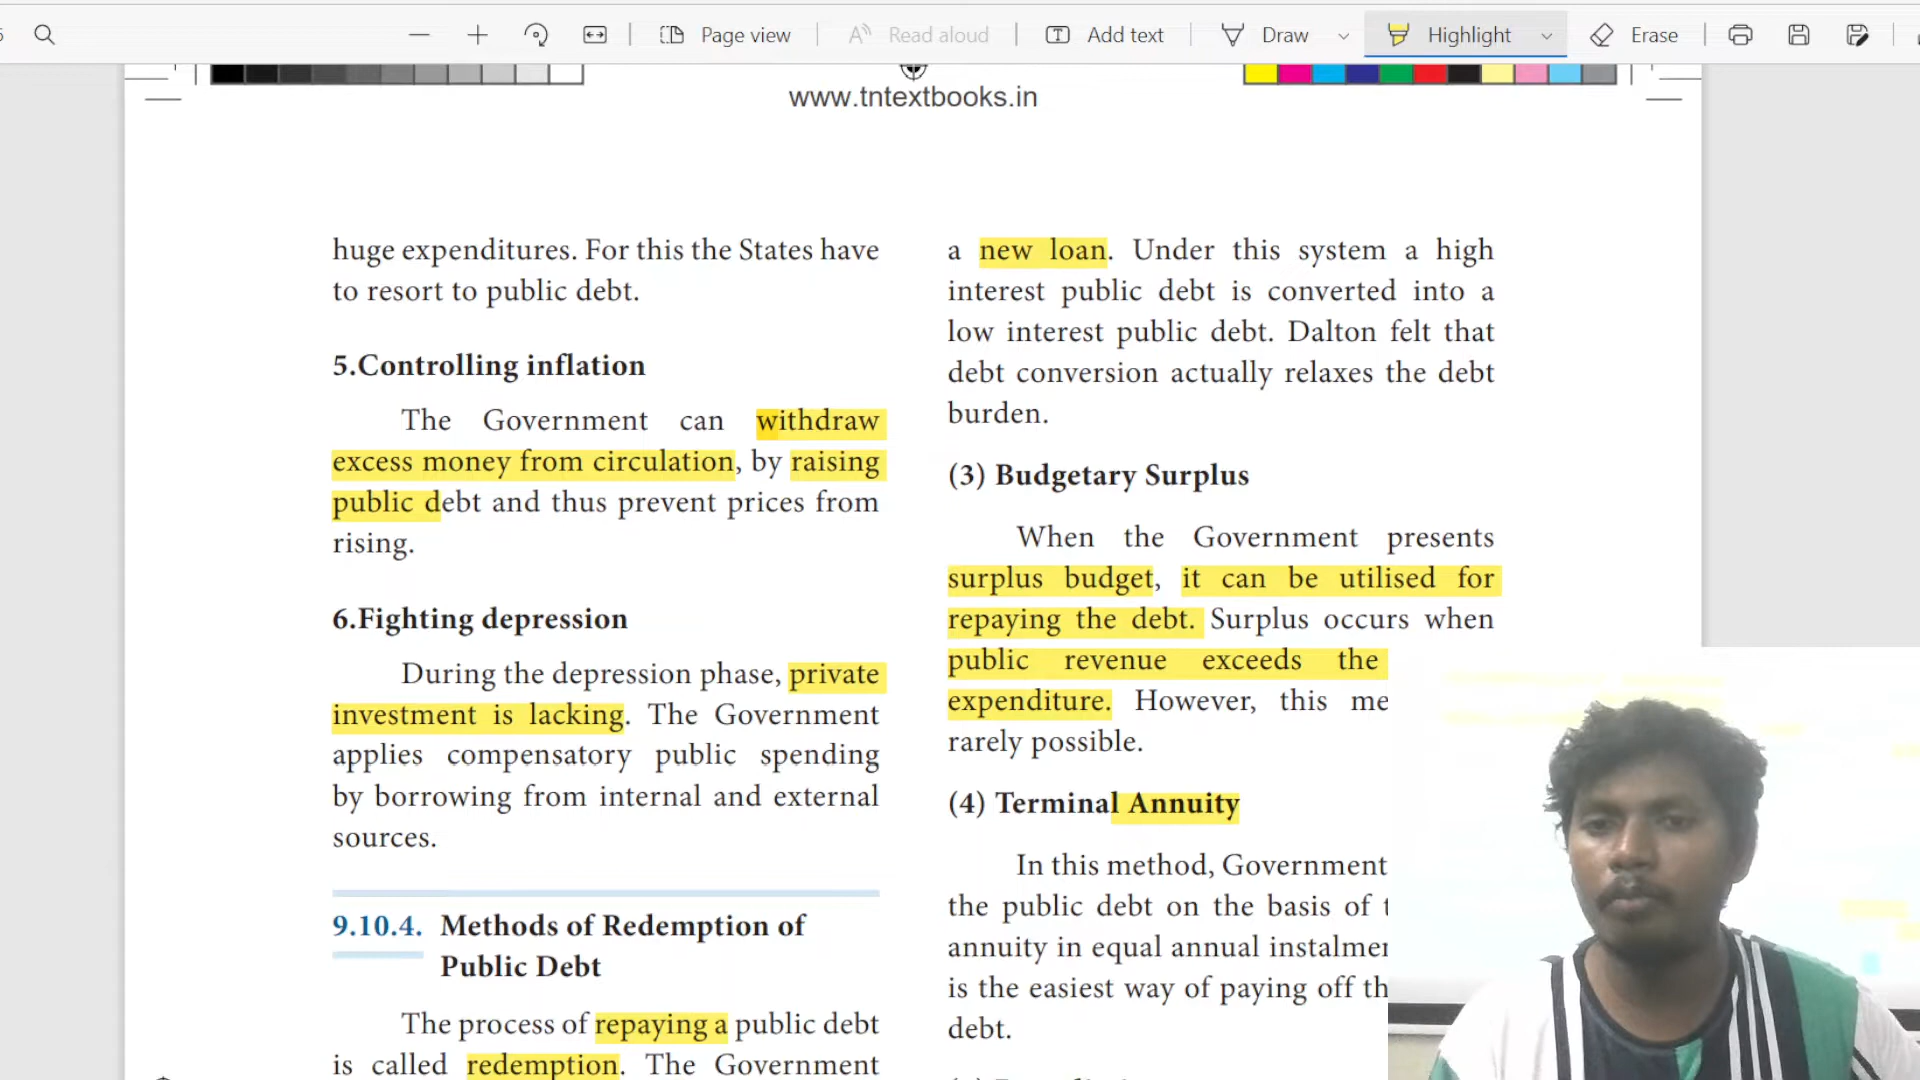 Page view
Read aloud
Add text
Draw
Highlight
Erase
www.tntextbooks.in
huge expenditures. For this the States have
to resort to public debt.
5.Controlling inflation
The Government can withdraw
excess money from circulation, by raising
public debt and thus prevent prices from
rising.
6.Fighting depression
During the depression phase, private
investment is lacking. The Government
applies compensatory public spending
by borrowing from internal and external
sources.
9.10.4. Methods of Redemption of
Public Debt
The process of repaying a public debt
is called redemption. The Government
a new loan. Under this system a high
interest public debt is converted into a
low interest public debt. Dalton felt that
debt conversion actually relaxes the debt
burden.
(3) Budgetary Surplus
When the Government presents
surplus budget, it can be utilised for
repaying the debt. Surplus occurs when
public revenue exceeds the
expenditure. However, this me
rarely possible.
(4) Terminal Annuity
In this method, Government
the public debt on the basis of t
annuity in equal annual instalmen
is the easiest way of paying off th
debt.